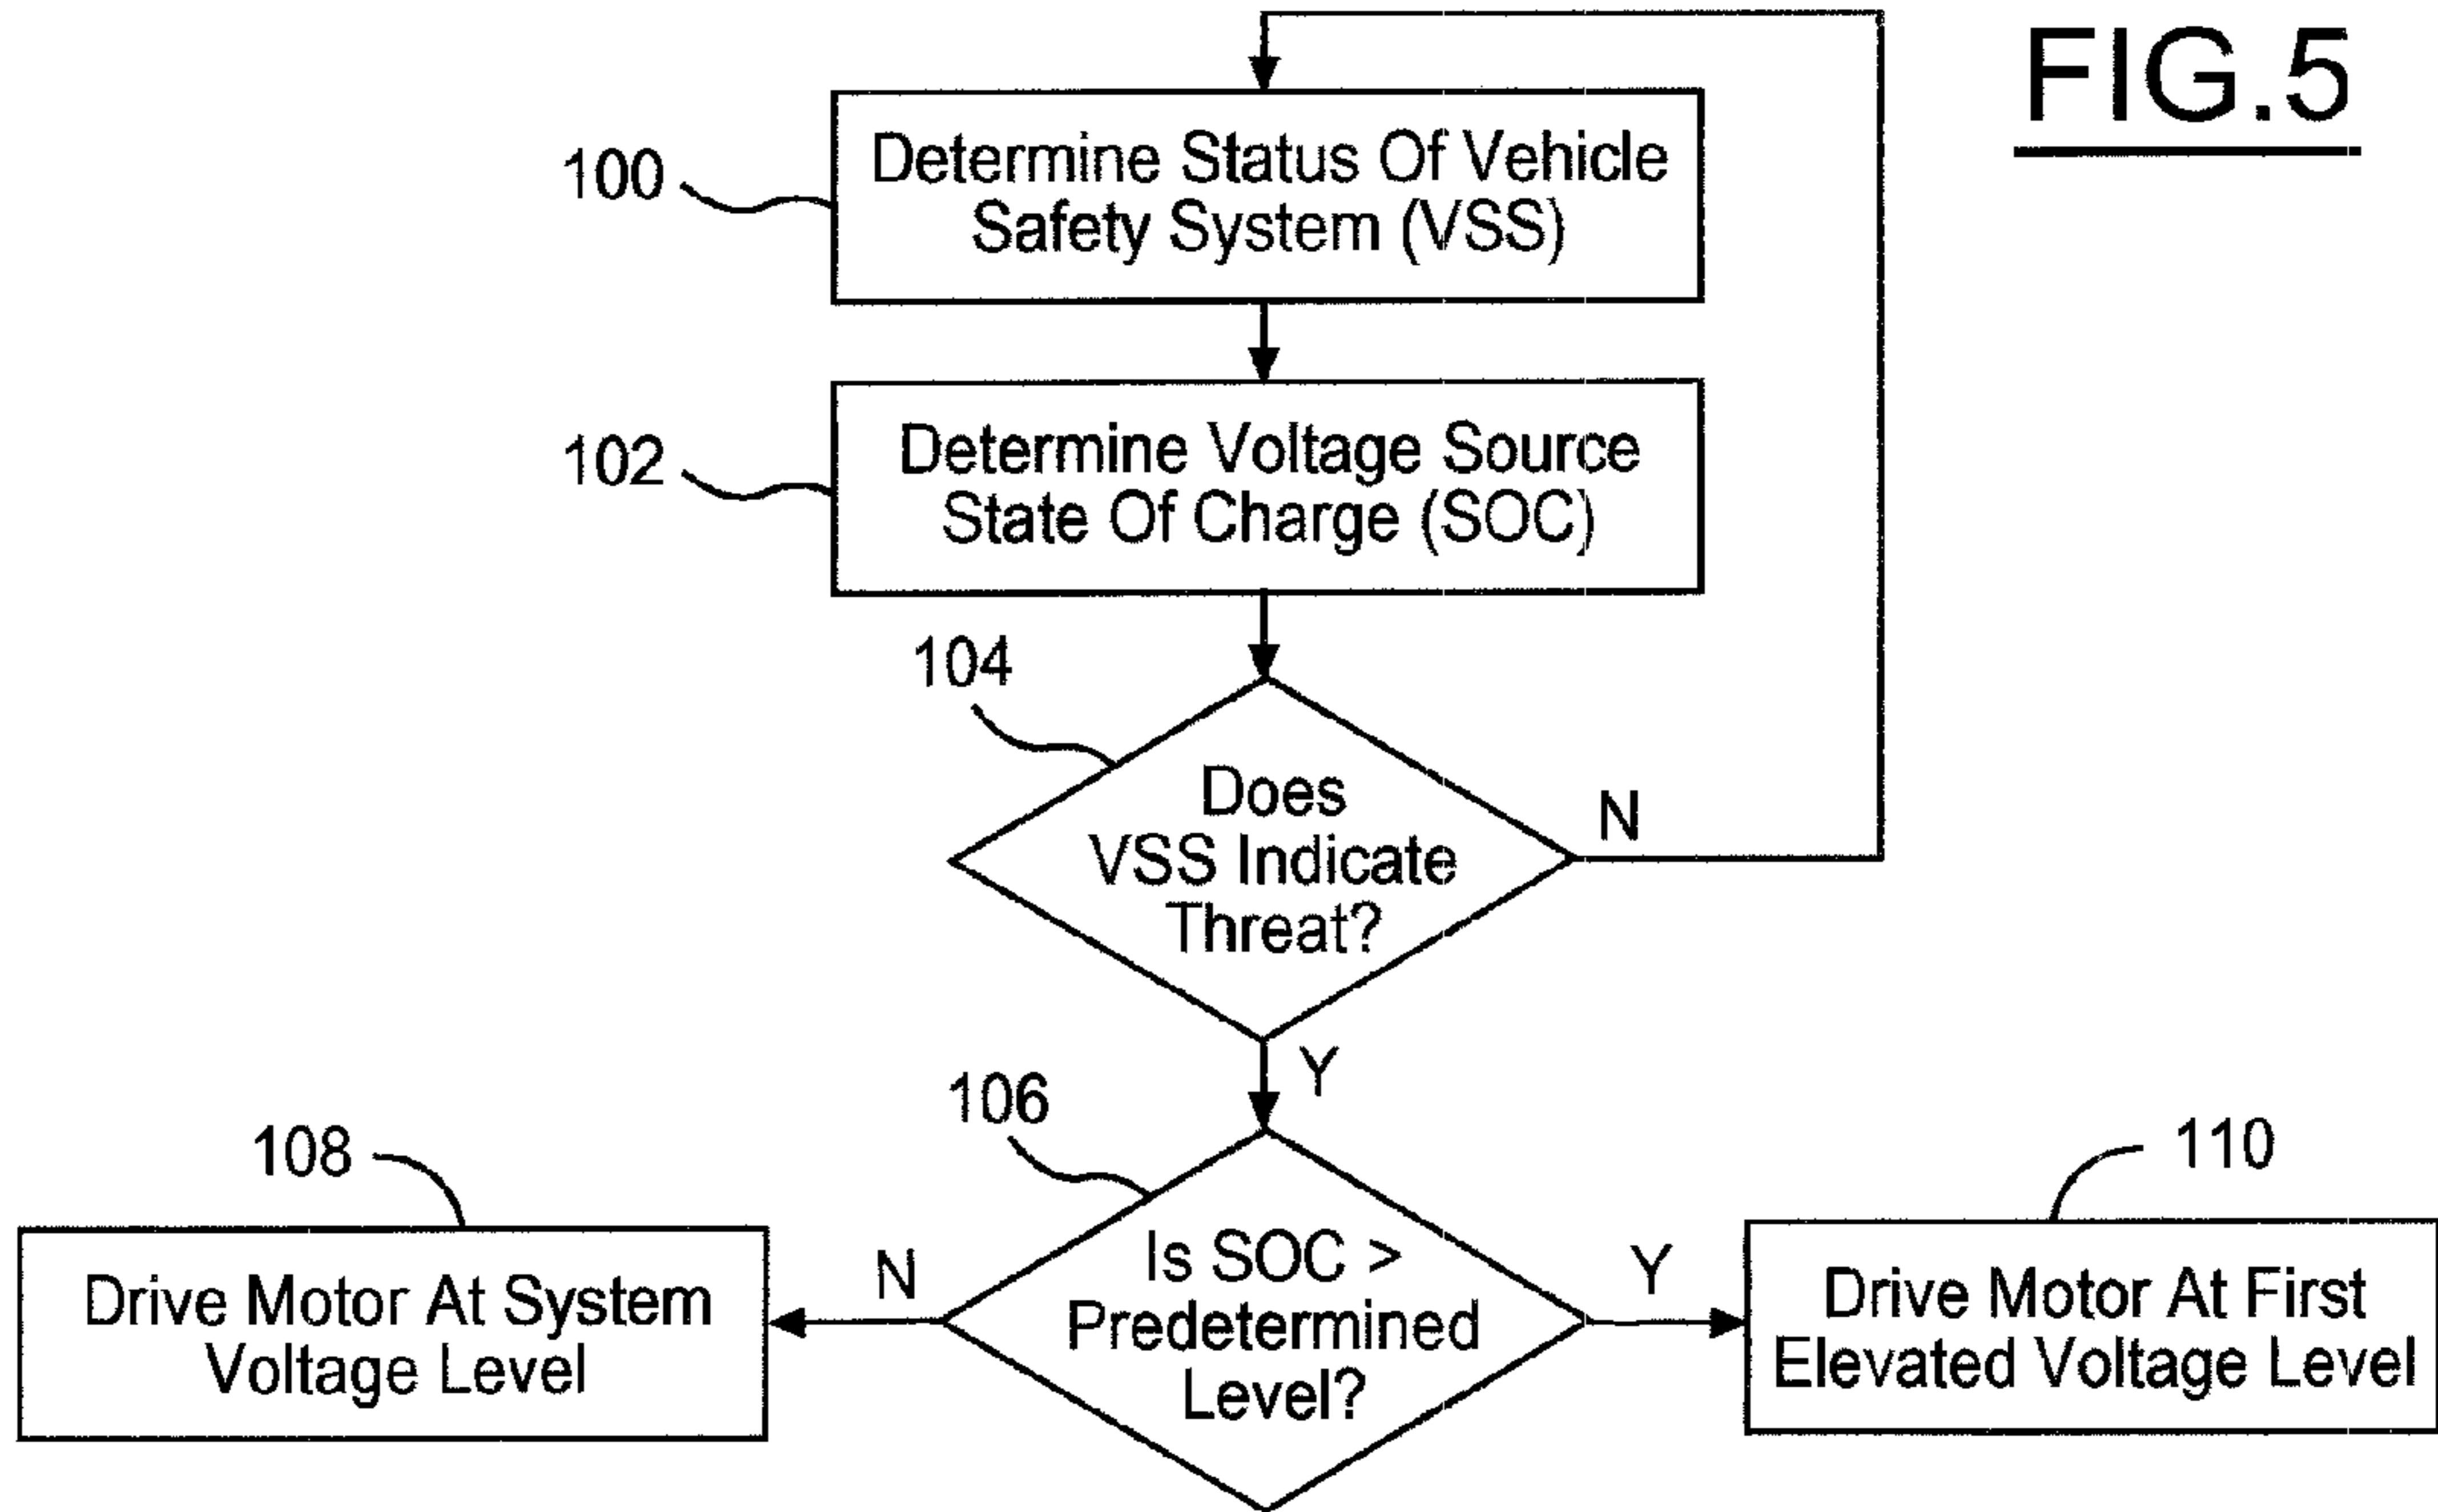 FIG.5
100
Determine Status Of Vehicle
Safety System (VSS)
102
Determine Voltage Source
State Of Charge (SOC)
104
Does
VSS Indicate
Threat?
N
Y
106
Is SOC >
Predetermined
Level?
N
Y
108
Drive Motor At System
Voltage Level
110
Drive Motor At First
Elevated Voltage Level